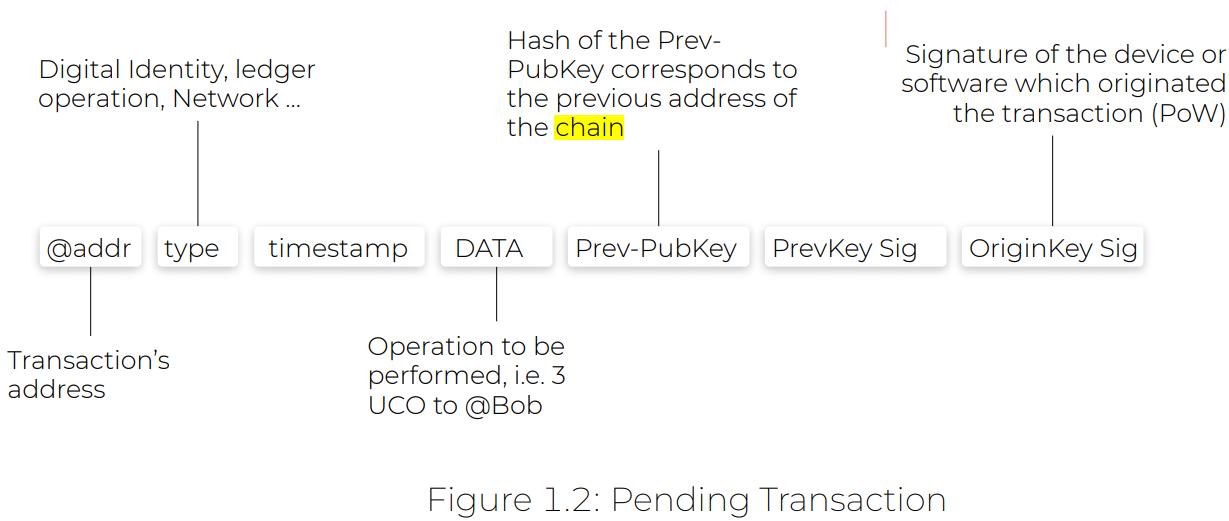 Digital Identity, ledger
operation, Network ...
Hash of the Prev-
PubKey corresponds to
the previous address of
the chain
Signature of the device or
software which originated
the transaction (PoW)
@addr
type
timestamp
DATA
Prev-PubKey
PrevKey Sig
OriginKey Sig
Transaction's
address
Operation to be
performed, i.e. 3
UCO to @Bob
Figure 1.2: Pending Transaction